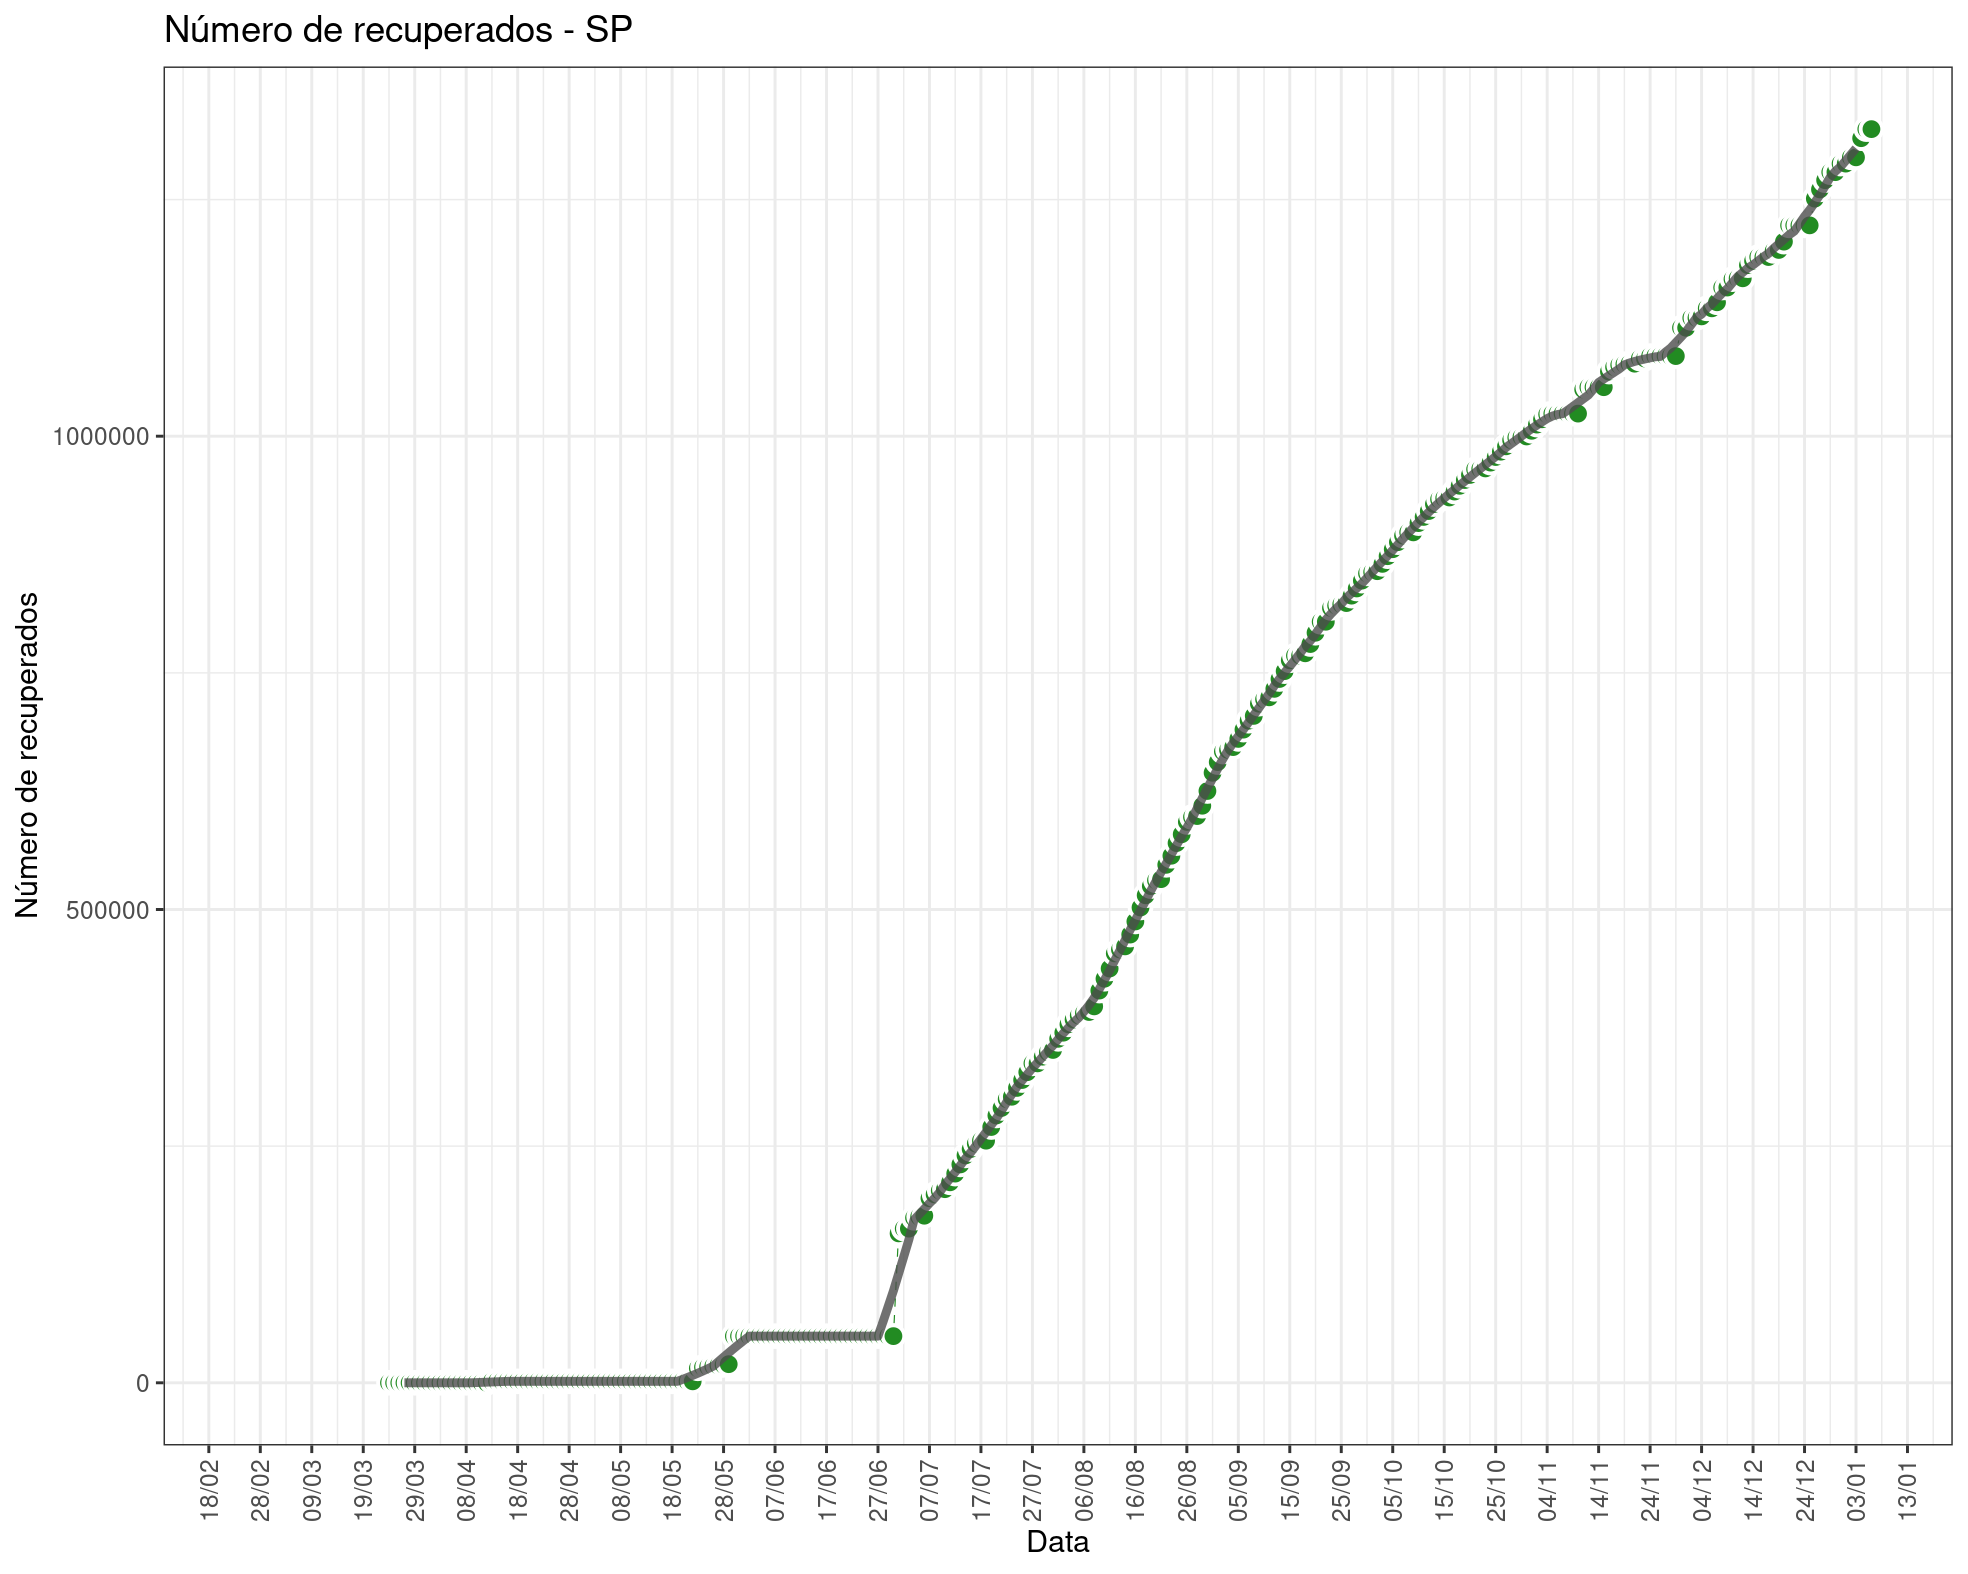 Número de recuperados - SP
Número de recuperados
1000000
500000
0
18/02 28/02 09/03 19/03 29/03 08/04 18/04 28/04 08/05 18/05 28/05 07/06 17/06 27/06 07/07 17/07 27/07 06/08 16/08 26/08 05/09 15/09 25/09 05/10 15/10 25/10 04/11 14/11 24/11 04/12 14/12 24/12 03/01 13/01
Data